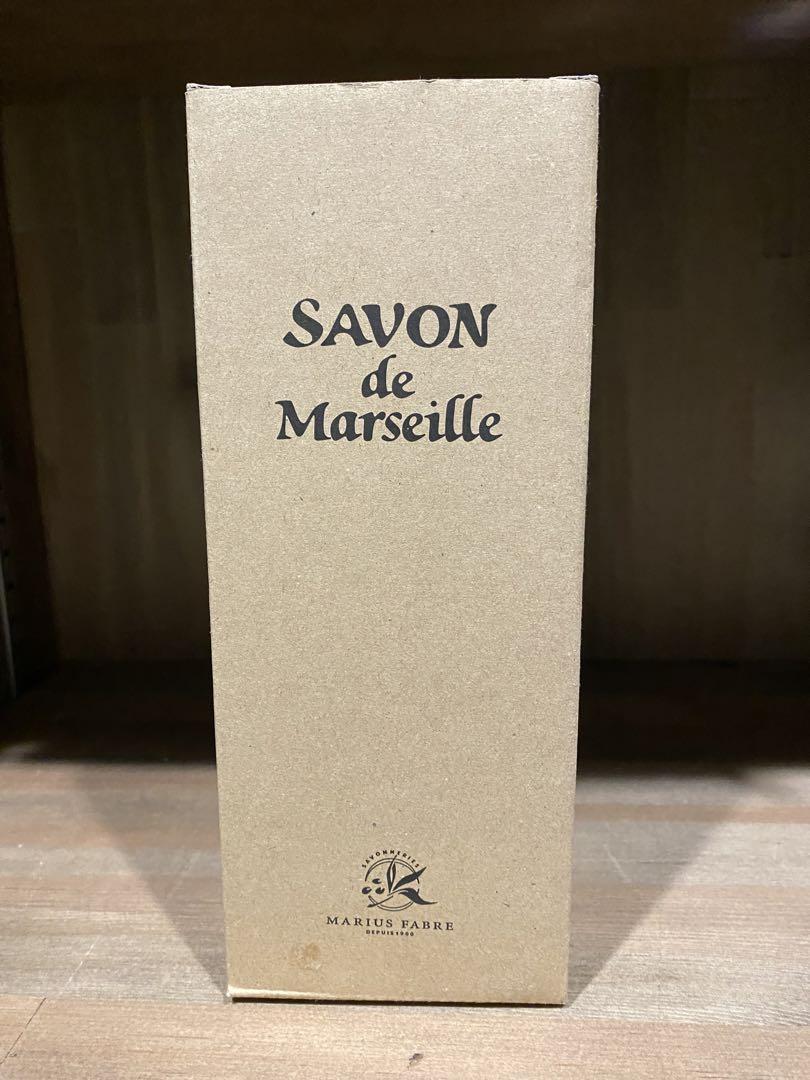 SAVON
de
Marseille
SAVONNERIES
MARIUS FABRE
DEPUIS 1900